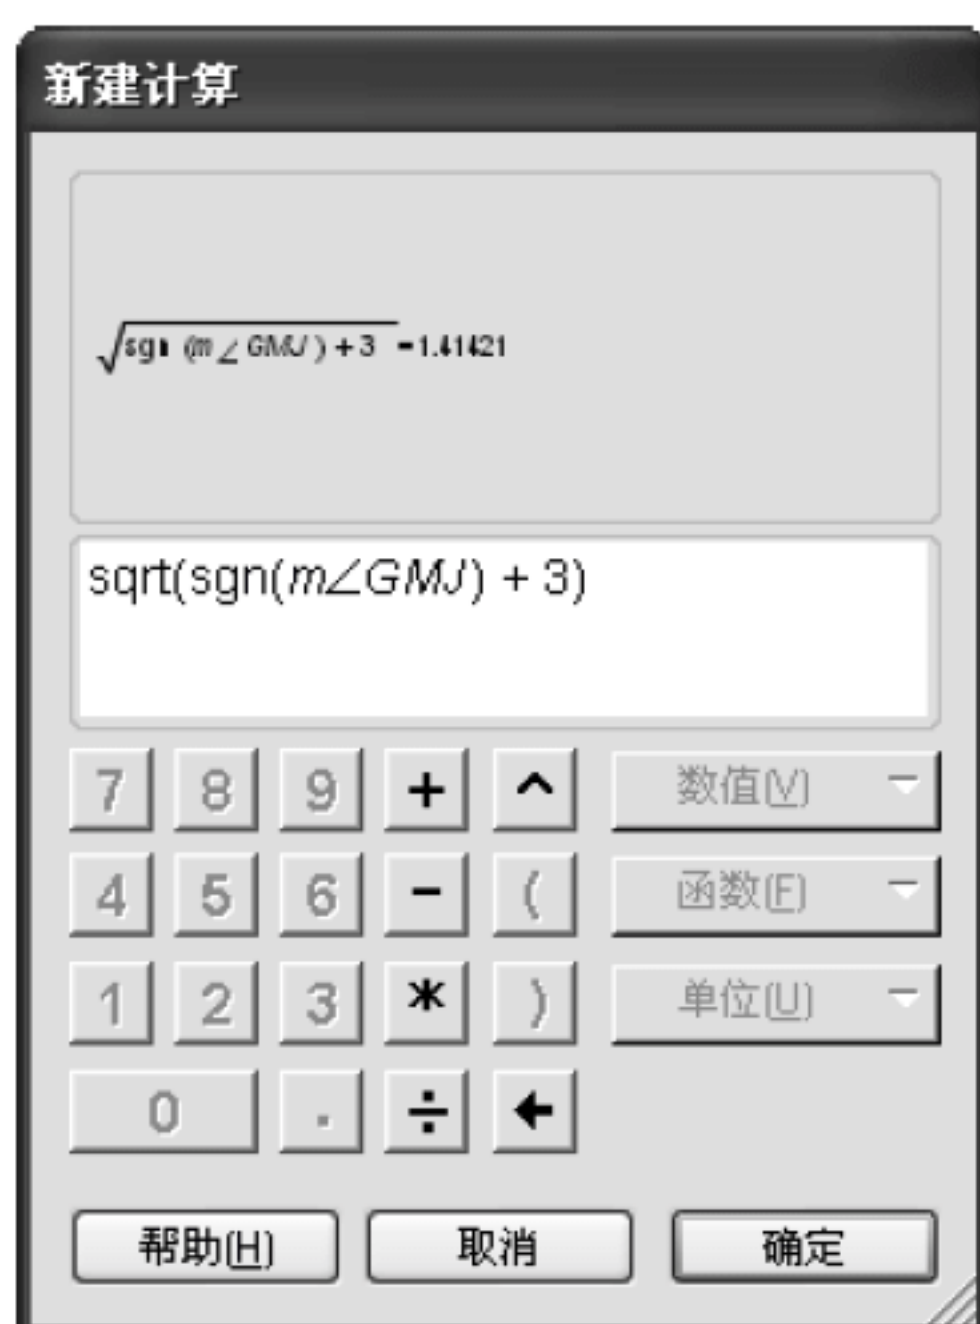 新建计算
√sgn (m∠GMJ) + 3 =1.41421
sqrt(sgn(m∠GMJ) + 3)
7 8 9 + ^ 数值(V)
4 5 6 - ( 函数(F)
1 2 3 * ) 单位(U)
0 . ÷ ←
帮助(H) 取消 确定